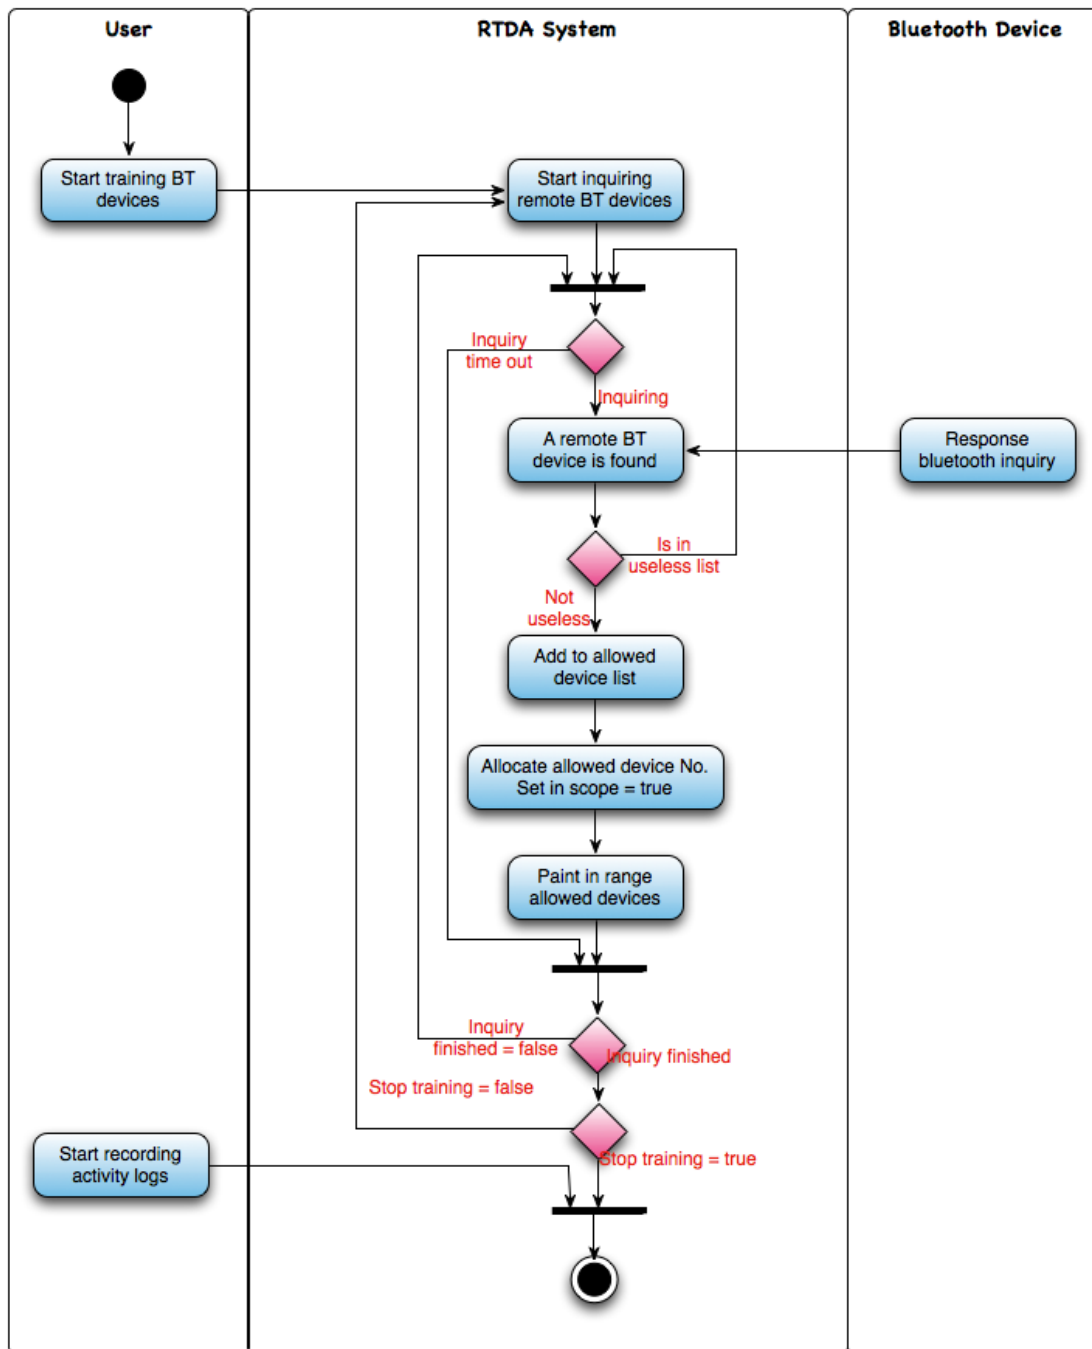 User
RTDA System
Bluetooth Device
Start training BT
devices
Start inquiring
remote BT devices
Inquiry
time out
Inquiring
A remote BT
device is found
Response
bluetooth inquiry
Is in
useless list
Not
useless
Add to allowed
device list
Allocate allowed device No.
Set in scope = true
Paint in range
allowed devices
Inquiry
finished = false
Inquiry finished
Stop training = false
Stop training = true
Start recording
activity logs